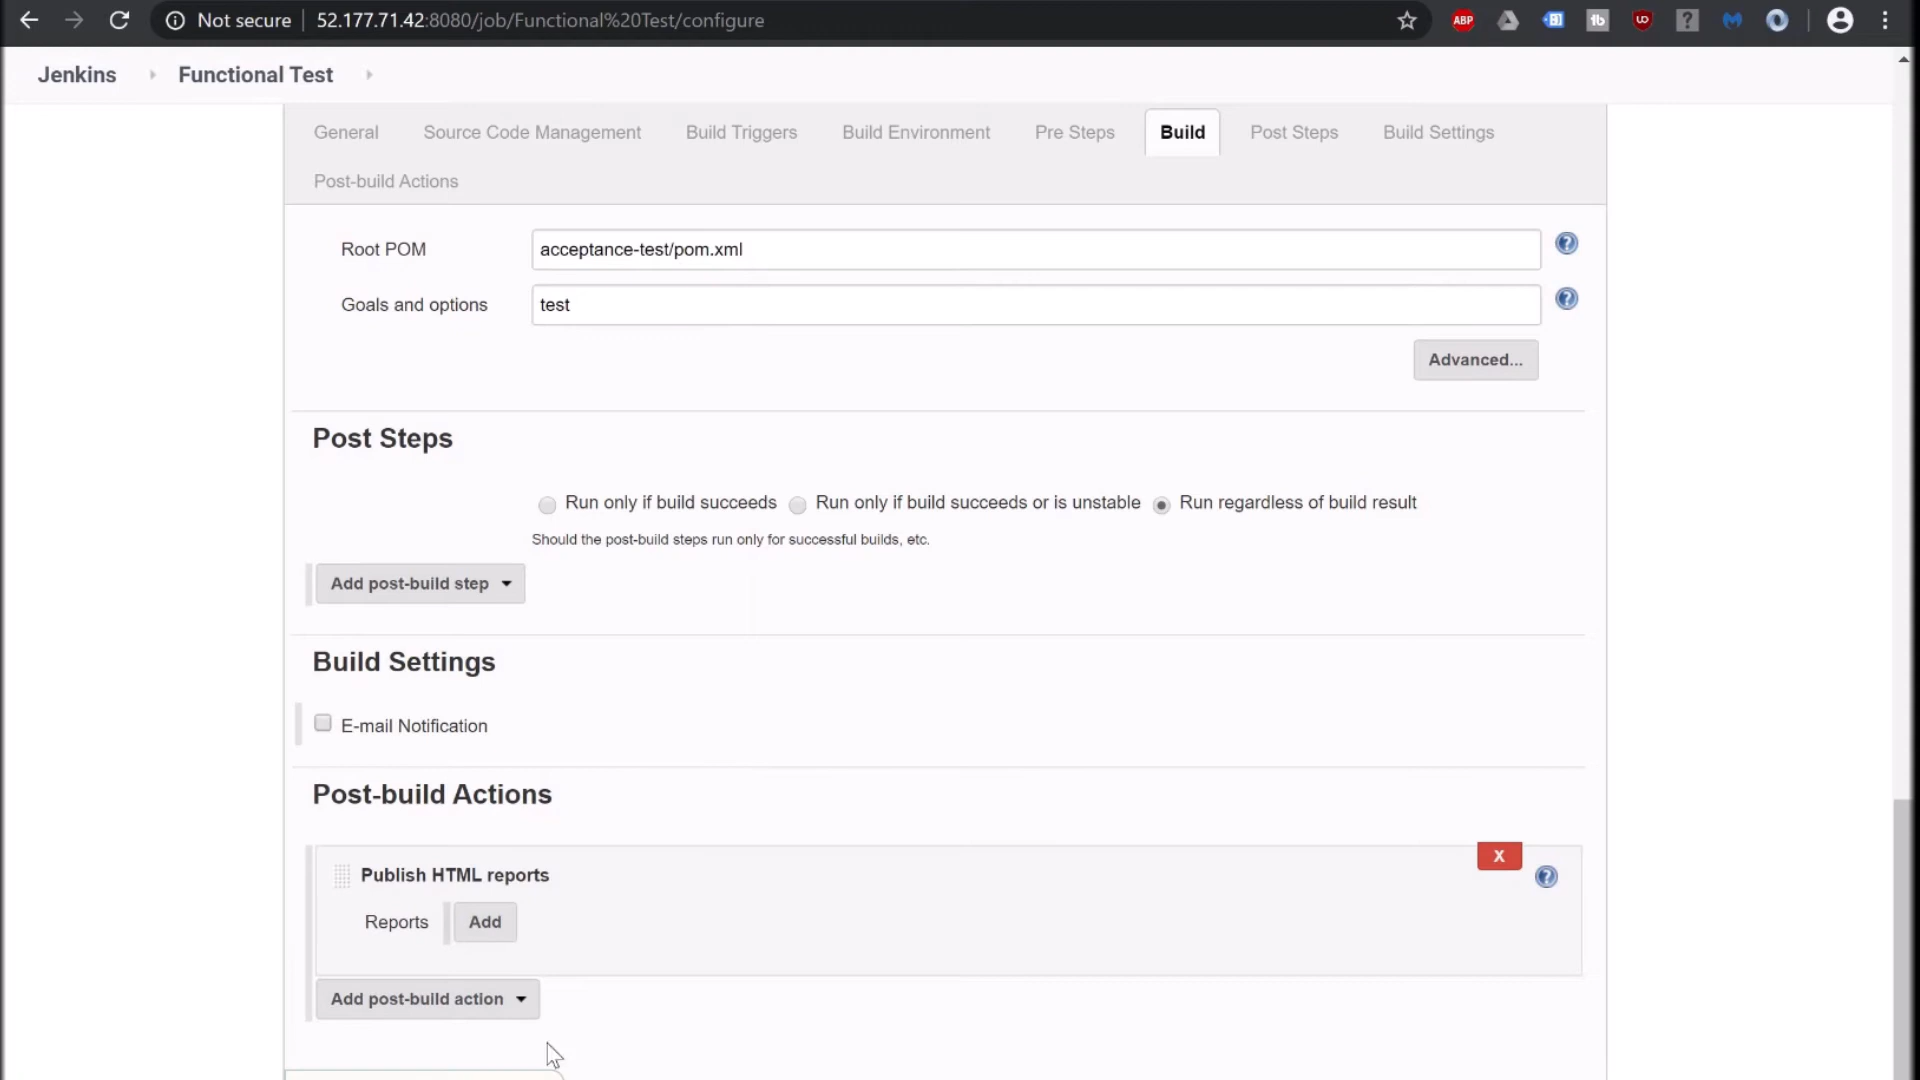 Not secure 52.177.71.42:8080/job/Functional%20Test/configure
ABP
Jenkins Functional Test
General Source Code Management Build Triggers Build Environment Pre Steps Build Post Steps Build Settings
Post-build Actions
Root POM acceptance-test/pom.xml
Goals and options test
Advanced...
Post Steps
Run only if build succeeds Run only if build succeeds or is unstable Run regardless of build result
Should the post-build steps run only for successful builds, etc.
Add post-build step
Build Settings
E-mail Notification
Post-build Actions
X
Publish HTML reports
Reports Add
Add post-build action